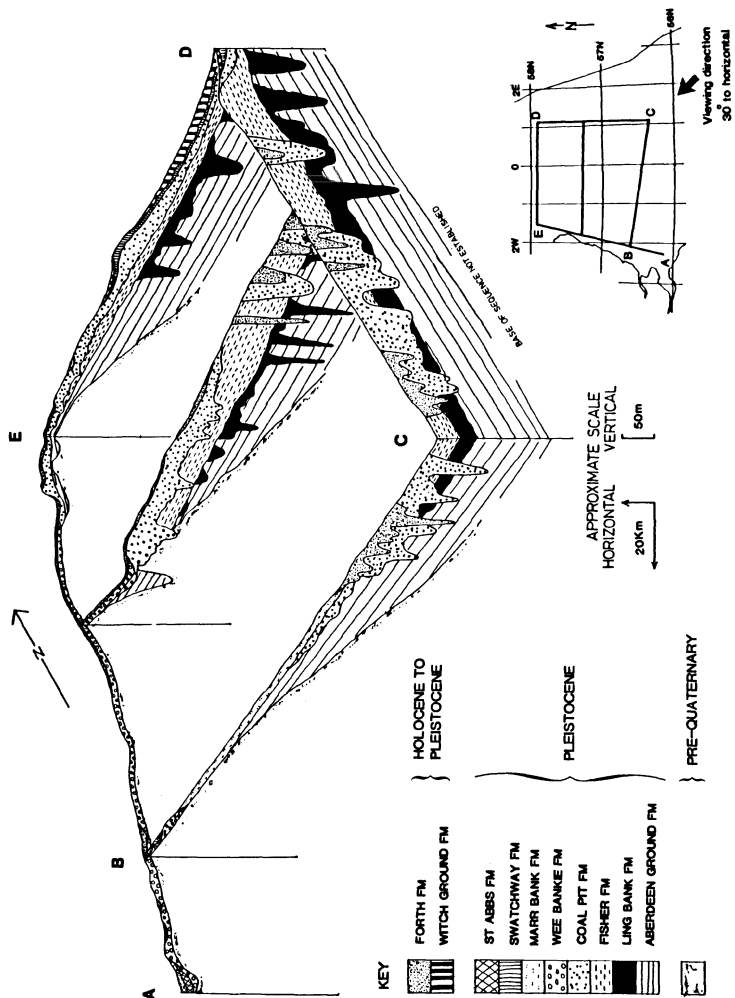 A
B
C
D
E
N
BASE OF SEQUENCE NOT ESTABLISHED
KEY
FORTH FM
WITCH GROUND FM
HOLOCENE TO
PLEISTOCENE
ST ABBS FM
SWATCHWAY FM
MARR BANK FM
WEE BANKIE FM
COAL PIT FM
FISHER FM
LING BANK FM
ABERDEEN GROUND FM
PLEISTOCENE
PRE-QUATERNARY
APPROXIMATE SCALE
HORIZONTAL VERTICAL
20Km
50m
2W
0
2E
58N
57N
56N
N
A
B
C
D
E
Viewing direction
30° to horizontal